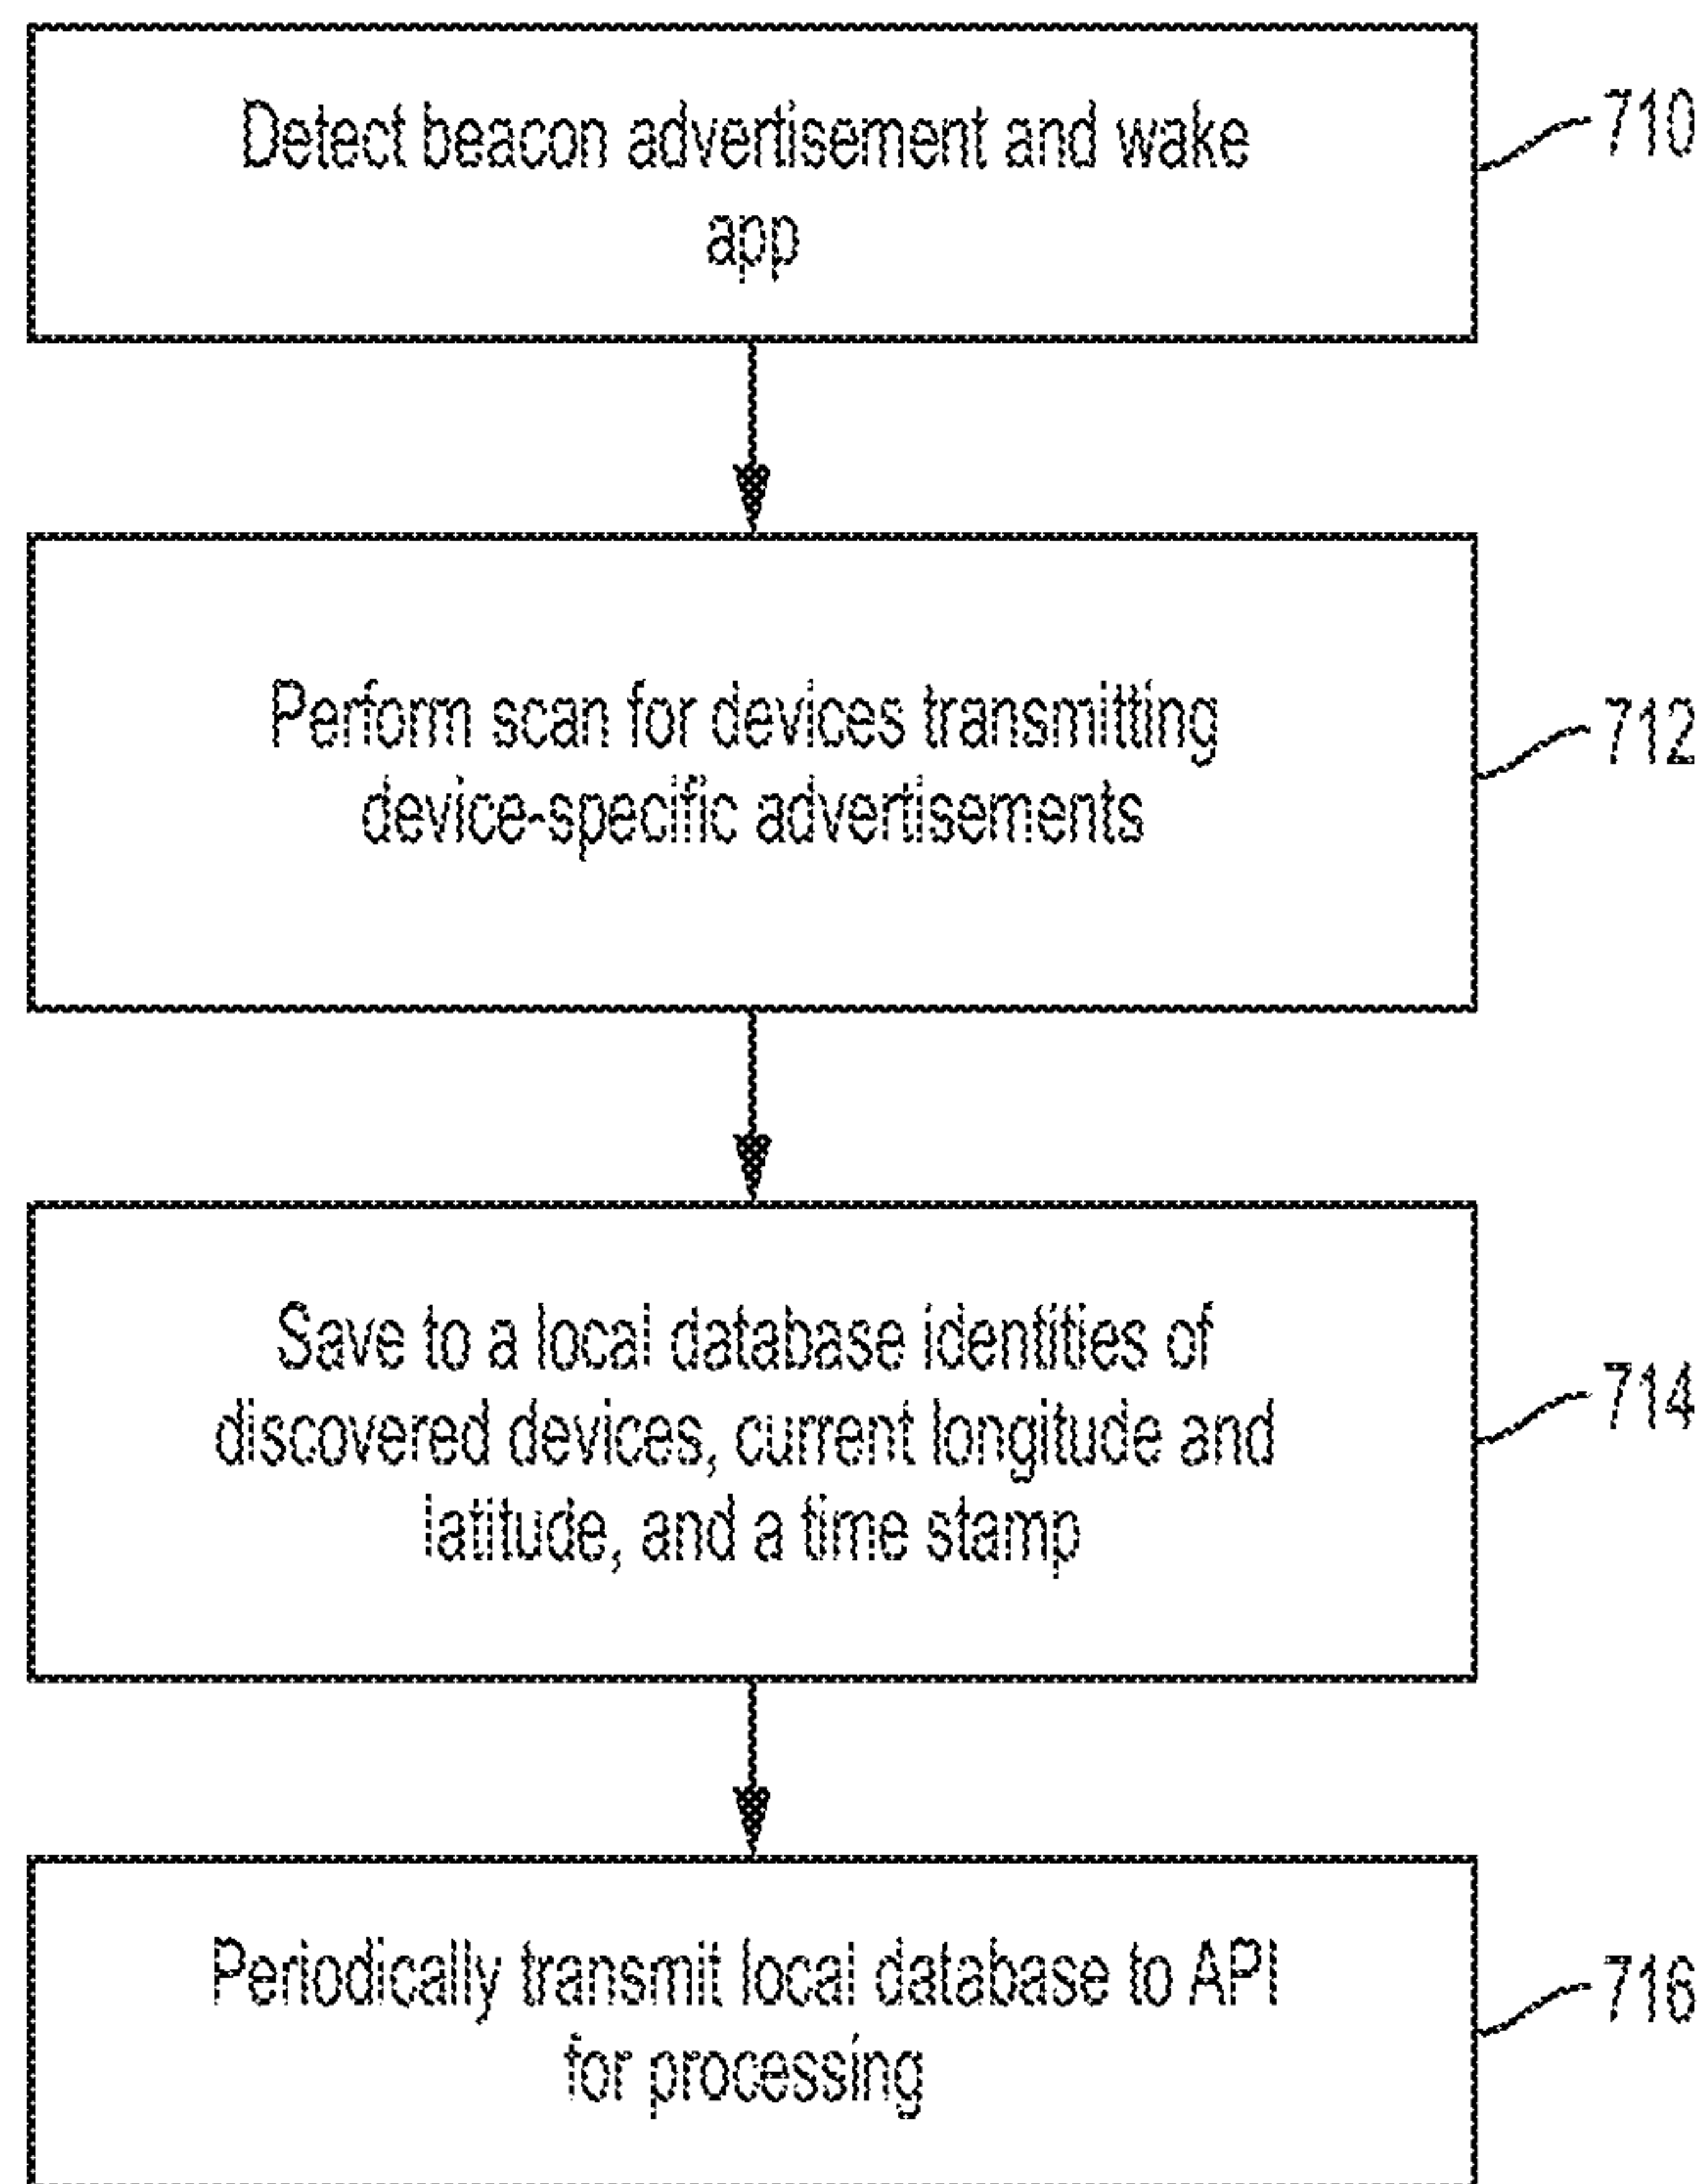 Detect beacon advertisement and wake
app
710
Perform scan for devices transmitting
device-specific advertisements
712
Save to a local database identities of
discovered devices, current longitude and
latitude, and a time stamp
714
Periodically transmit local database to API
for processing
716